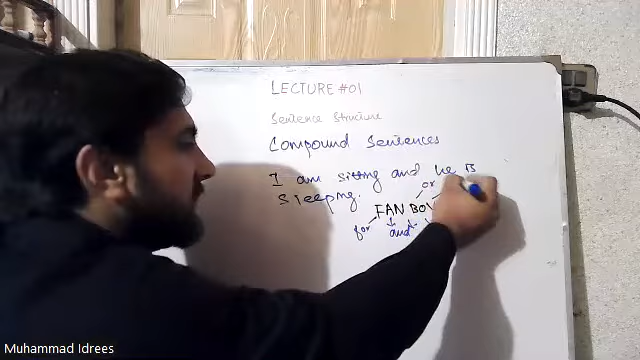 LECTURE #01
Sentence Structure
Compound Sentences
I am sitting and he is
sleeping.
or
FAN BOY
for and
Muhammad Idrees